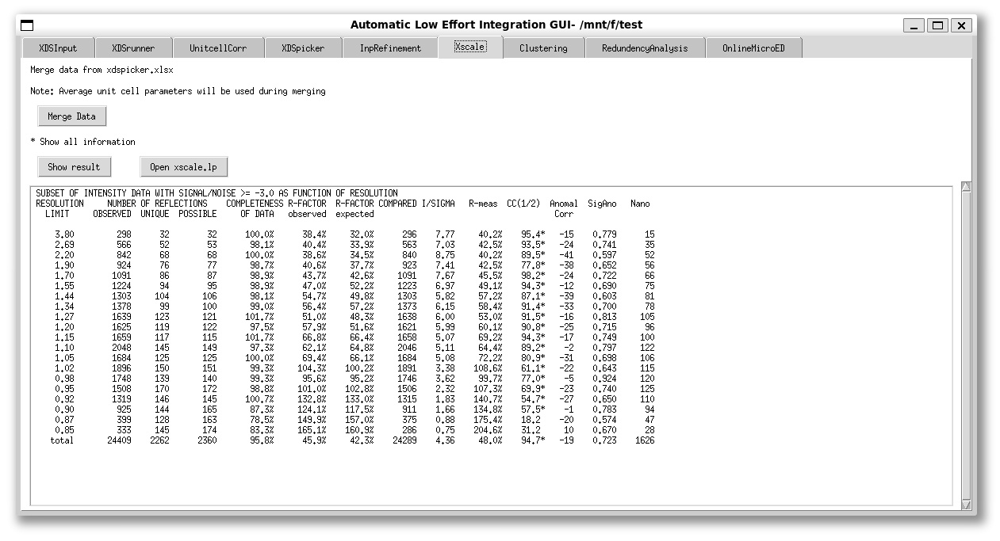 Automatic Low Effort Integration GUI- /mnt/f/test
XDSInput XDSrunner UnitcellCorr XDSpicker InpRefinement Xscale Clustering RedundencyAnalysis OnlineMicroED
Merge data from xdspicker.xlsx
Note: Average unit cell parameters will be used during merging
Merge Data
* Show all information
Show result Open xscale.lp
SUBSET OF INTENSITY DATA WITH SIGNAL/NOISE >= -3.0 AS FUNCTION OF RESOLUTION
RESOLUTION NUMBER OF REFLECTIONS COMPLETENESS R-FACTOR R-FACTOR COMPARED I/SIGMA R-meas CC(1/2) Anomal SigAno Nano
LIMIT OBSERVED UNIQUE POSSIBLE OF DATA observed expected Corr
3.80 298 32 32 100.0% 38.4% 32.0% 296 7.77 40.2% 95.4* -15 0.779 15
2.69 566 52 53 98.1% 40.4% 33.9% 563 7.03 42.5% 93.5* -24 0.741 35
2.20 842 68 68 100.0% 38.6% 34.5% 840 8.75 40.2% 89.5* -41 0.597 52
1.90 924 76 77 98.7% 40.6% 37.7% 923 7.41 42.5% 77.8* -38 0.652 56
1.70 1091 86 87 98.9% 43.7% 42.6% 1091 7.67 45.5% 98.2* -24 0.722 66
1.55 1224 94 95 98.9% 47.0% 52.2% 1223 6.97 49.1% 94.3* -12 0.690 75
1.44 1303 104 106 98.1% 54.7% 49.8% 1303 5.82 57.2% 87.1* -39 0.603 81
1.34 1378 99 100 99.0% 56.4% 57.2% 1373 6.15 58.4% 91.4* -33 0.700 78
1.27 1639 123 121 101.7% 51.0% 48.3% 1638 6.00 53.0% 91.5* -16 0.813 105
1.20 1625 119 122 97.5% 57.9% 51.6% 1621 5.99 60.1% 90.8* -25 0.715 96
1.15 1659 117 115 101.7% 66.8% 66.4% 1658 5.07 69.2% 94.3* -17 0.749 100
1.10 2048 145 149 97.3% 62.1% 64.8% 2046 5.11 64.4% 89.2* -2 0.797 122
1.05 1684 125 125 100.0% 69.4% 66.1% 1684 5.08 72.2% 80.9* -31 0.698 106
1.02 1896 150 151 99.3% 104.3% 100.2% 1891 3.38 108.6% 61.1* -22 0.643 115
0.98 1748 139 140 99.3% 95.6% 95.2% 1746 3.62 99.7% 77.0* -5 0.924 120
0.95 1508 170 172 98.8% 101.0% 102.8% 1506 2.32 107.3% 69.9* -23 0.740 125
0.92 1319 146 145 100.7% 132.8% 133.0% 1315 1.83 140.7% 54.7* -27 0.650 110
0.90 925 144 165 87.3% 124.1% 117.5% 911 1.66 134.8% 57.5* -1 0.783 94
0.87 399 128 163 78.5% 149.9% 157.0% 375 0.88 175.4% 18.2 -20 0.574 47
0.85 333 145 174 83.3% 165.1% 160.9% 286 0.75 204.6% 31.2 10 0.670 28
total 24409 2262 2360 95.8% 45.9% 42.3% 24289 4.36 48.0% 94.7* -19 0.723 1626